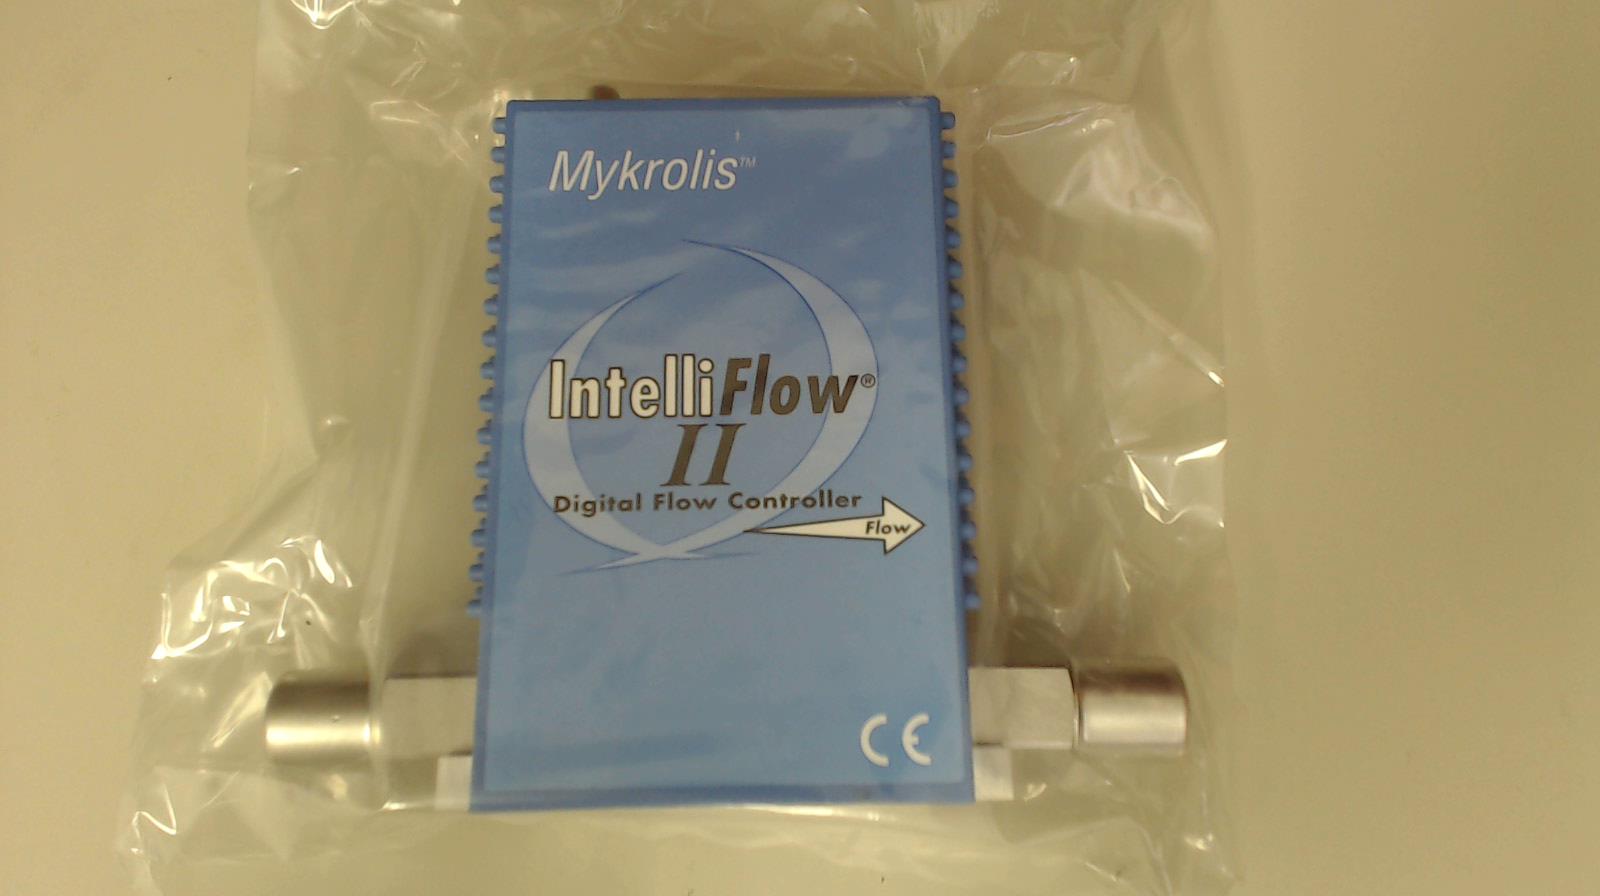 Mykrolis™
IntelliFlow®
II
Digital Flow Controller
Flow
CE